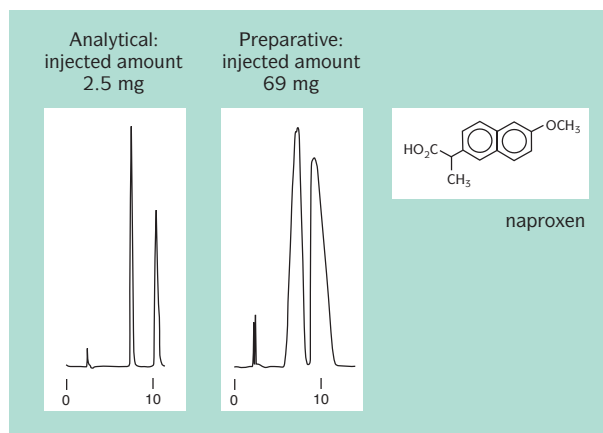 Analytical:
injected amount
2.5 mg
Preparative:
injected amount
69 mg
0
10
0
10
HO₂C
CH₃
OCH₃
naproxen